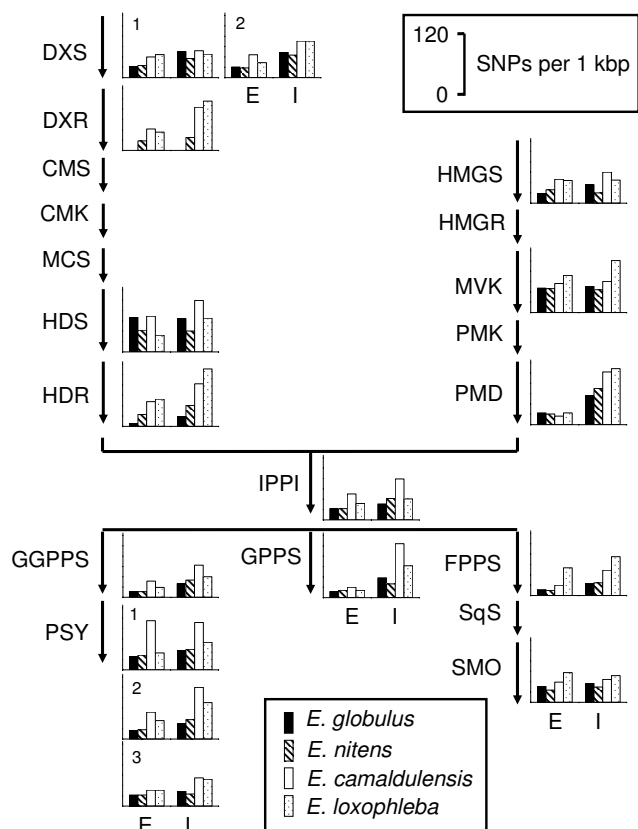 1
2
DXS
120
SNPs per 1 kbp
0
E I
DXR
CMS
HMGS
CMK
HMGR
MCS
MVK
HDS
PMK
HDR
PMD
IPPI
GGPPS
GPPS
FPPS
1
E I
SqS
PSY
SMO
2
E I
E. globulus
E. nitens
3
E. camaldulensis
E. loxophleba
E I